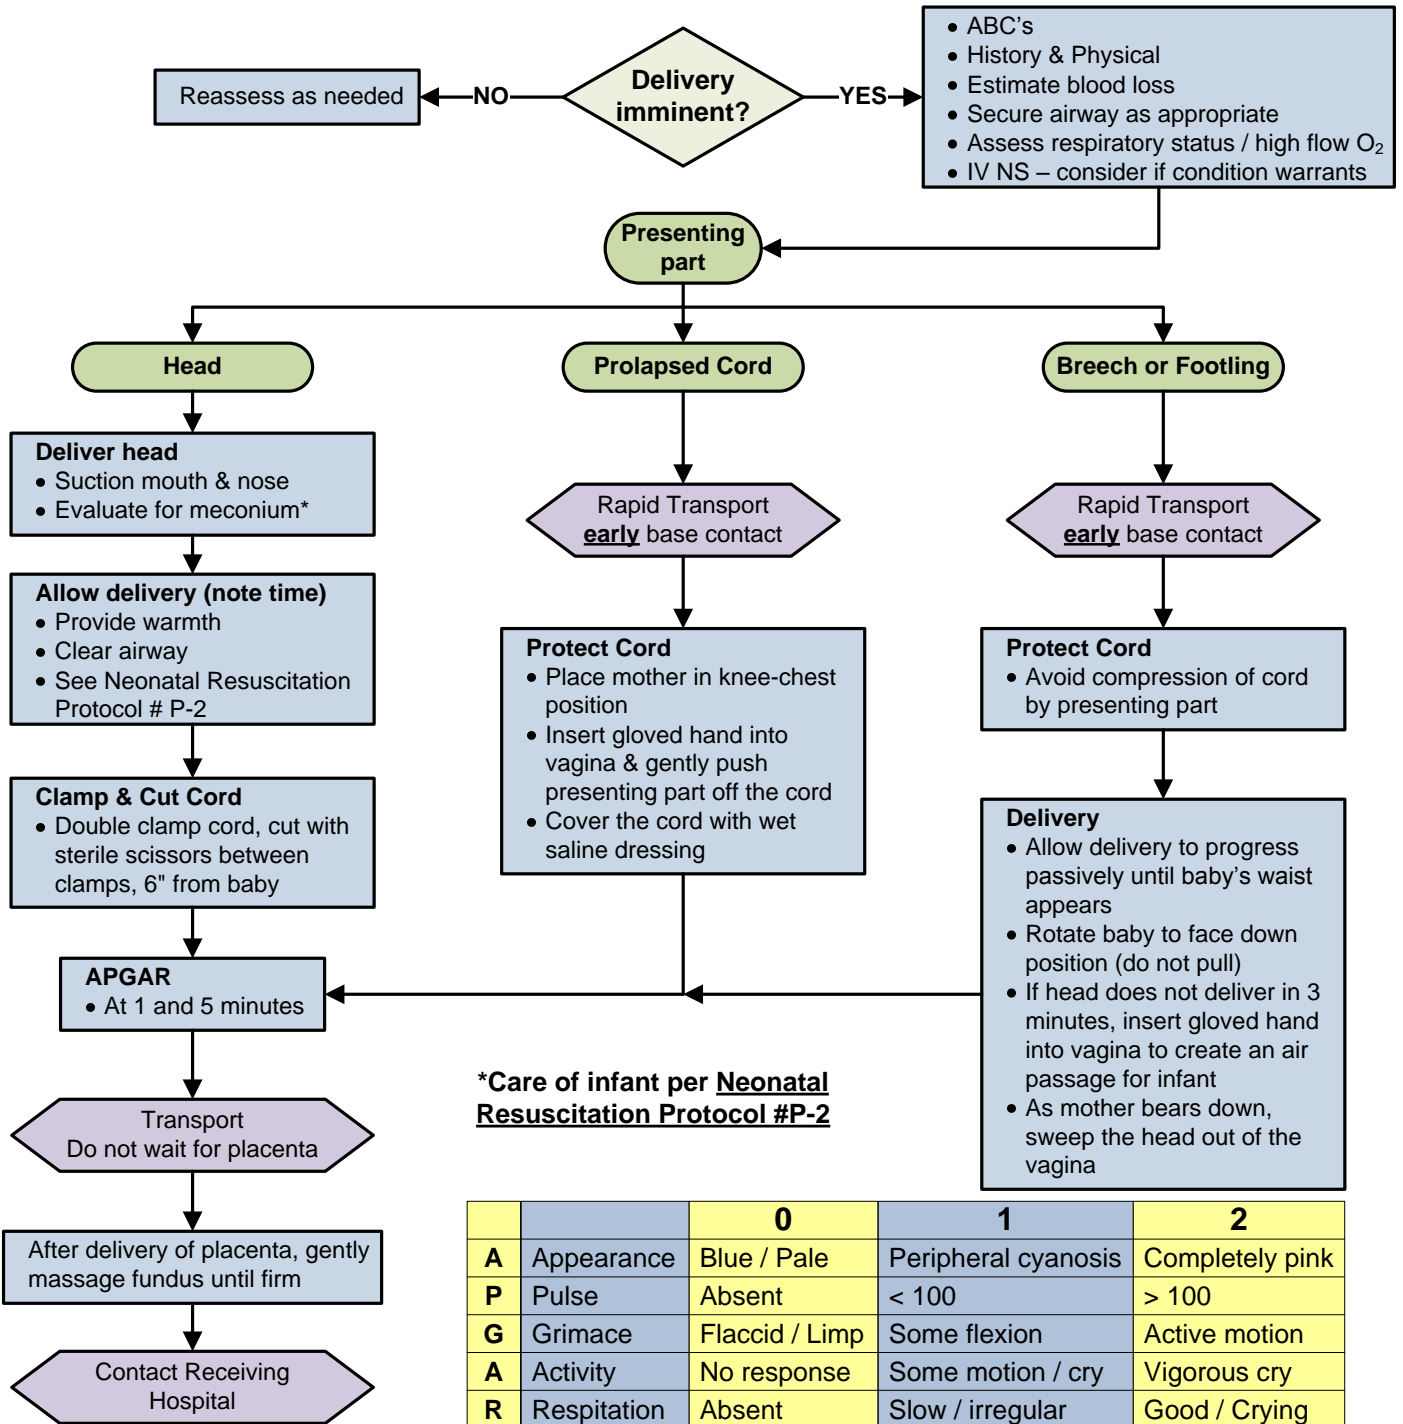 Delivery
imminent?
NO
Reassess as needed
YES
• ABC's
• History & Physical
• Estimate blood loss
• Secure airway as appropriate
• Assess respiratory status / high flow O₂
• IV NS – consider if condition warrants
Presenting
part
Head
Deliver head
• Suction mouth & nose
• Evaluate for meconium*
Allow delivery (note time)
• Provide warmth
• Clear airway
• See Neonatal Resuscitation
Protocol # P-2
Clamp & Cut Cord
• Double clamp cord, cut with
sterile scissors between
clamps, 6" from baby
APGAR
• At 1 and 5 minutes
Transport
Do not wait for placenta
After delivery of placenta, gently
massage fundus until firm
Contact Receiving
Hospital
Prolapsed Cord
Rapid Transport
early base contact
Protect Cord
• Place mother in knee-chest
position
• Insert gloved hand into
vagina & gently push
presenting part off the cord
• Cover the cord with wet
saline dressing
Breech or Footling
Rapid Transport
early base contact
Protect Cord
• Avoid compression of cord
by presenting part
Delivery
• Allow delivery to progress
passively until baby's waist
appears
• Rotate baby to face down
position (do not pull)
• If head does not deliver in 3
minutes, insert gloved hand
into vagina to create an air
passage for infant
• As mother bears down,
sweep the head out of the
vagina
*Care of infant per Neonatal
Resuscitation Protocol #P-2
0 1 2
A Appearance Blue / Pale Peripheral cyanosis Completely pink
P Pulse Absent < 100 > 100
G Grimace Flaccid / Limp Some flexion Active motion
A Activity No response Some motion / cry Vigorous cry
R Respitation Absent Slow / irregular Good / Crying